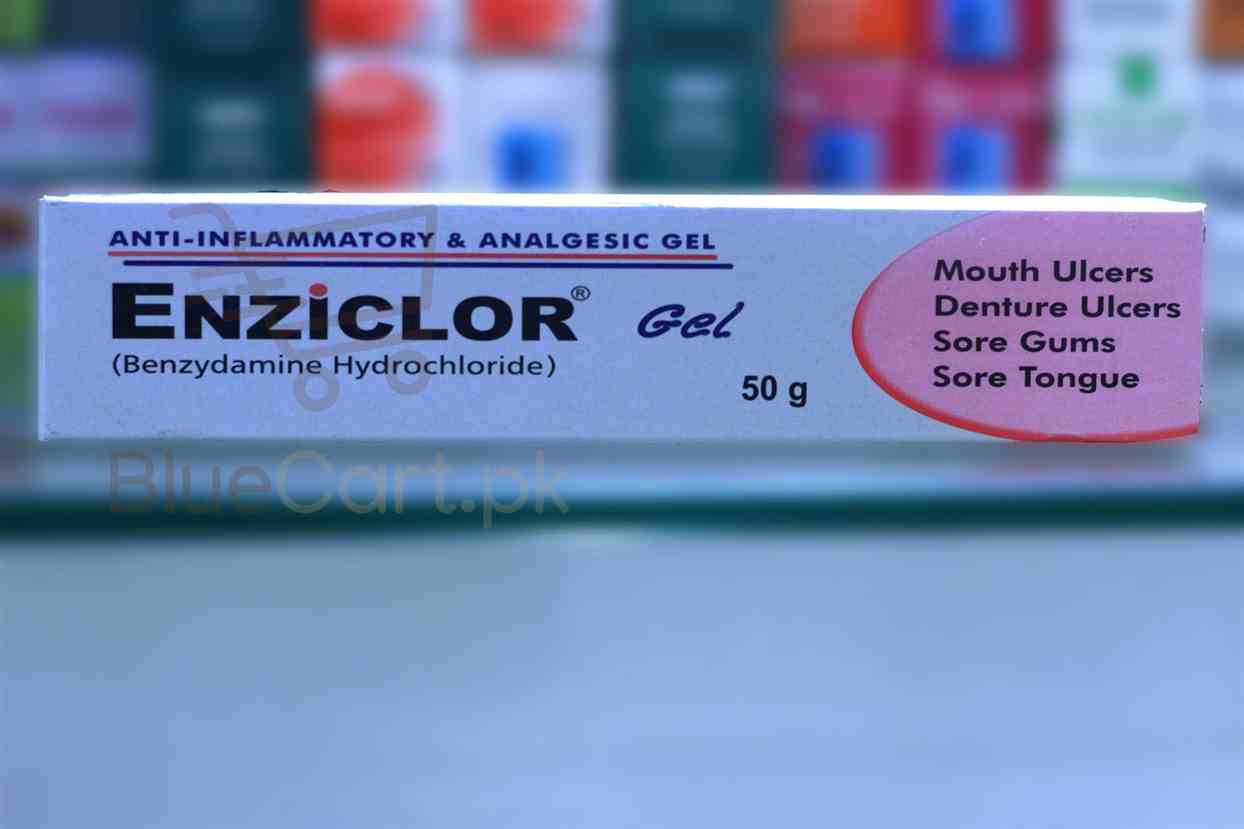 ANTI-INFLAMMATORY & ANALGESIC GEL
ENZiCLOR® Gel
(Benzydamine Hydrochloride)
50 g
Mouth Ulcers
Denture Ulcers
Sore Gums
Sore Tongue
BlueCart.pk